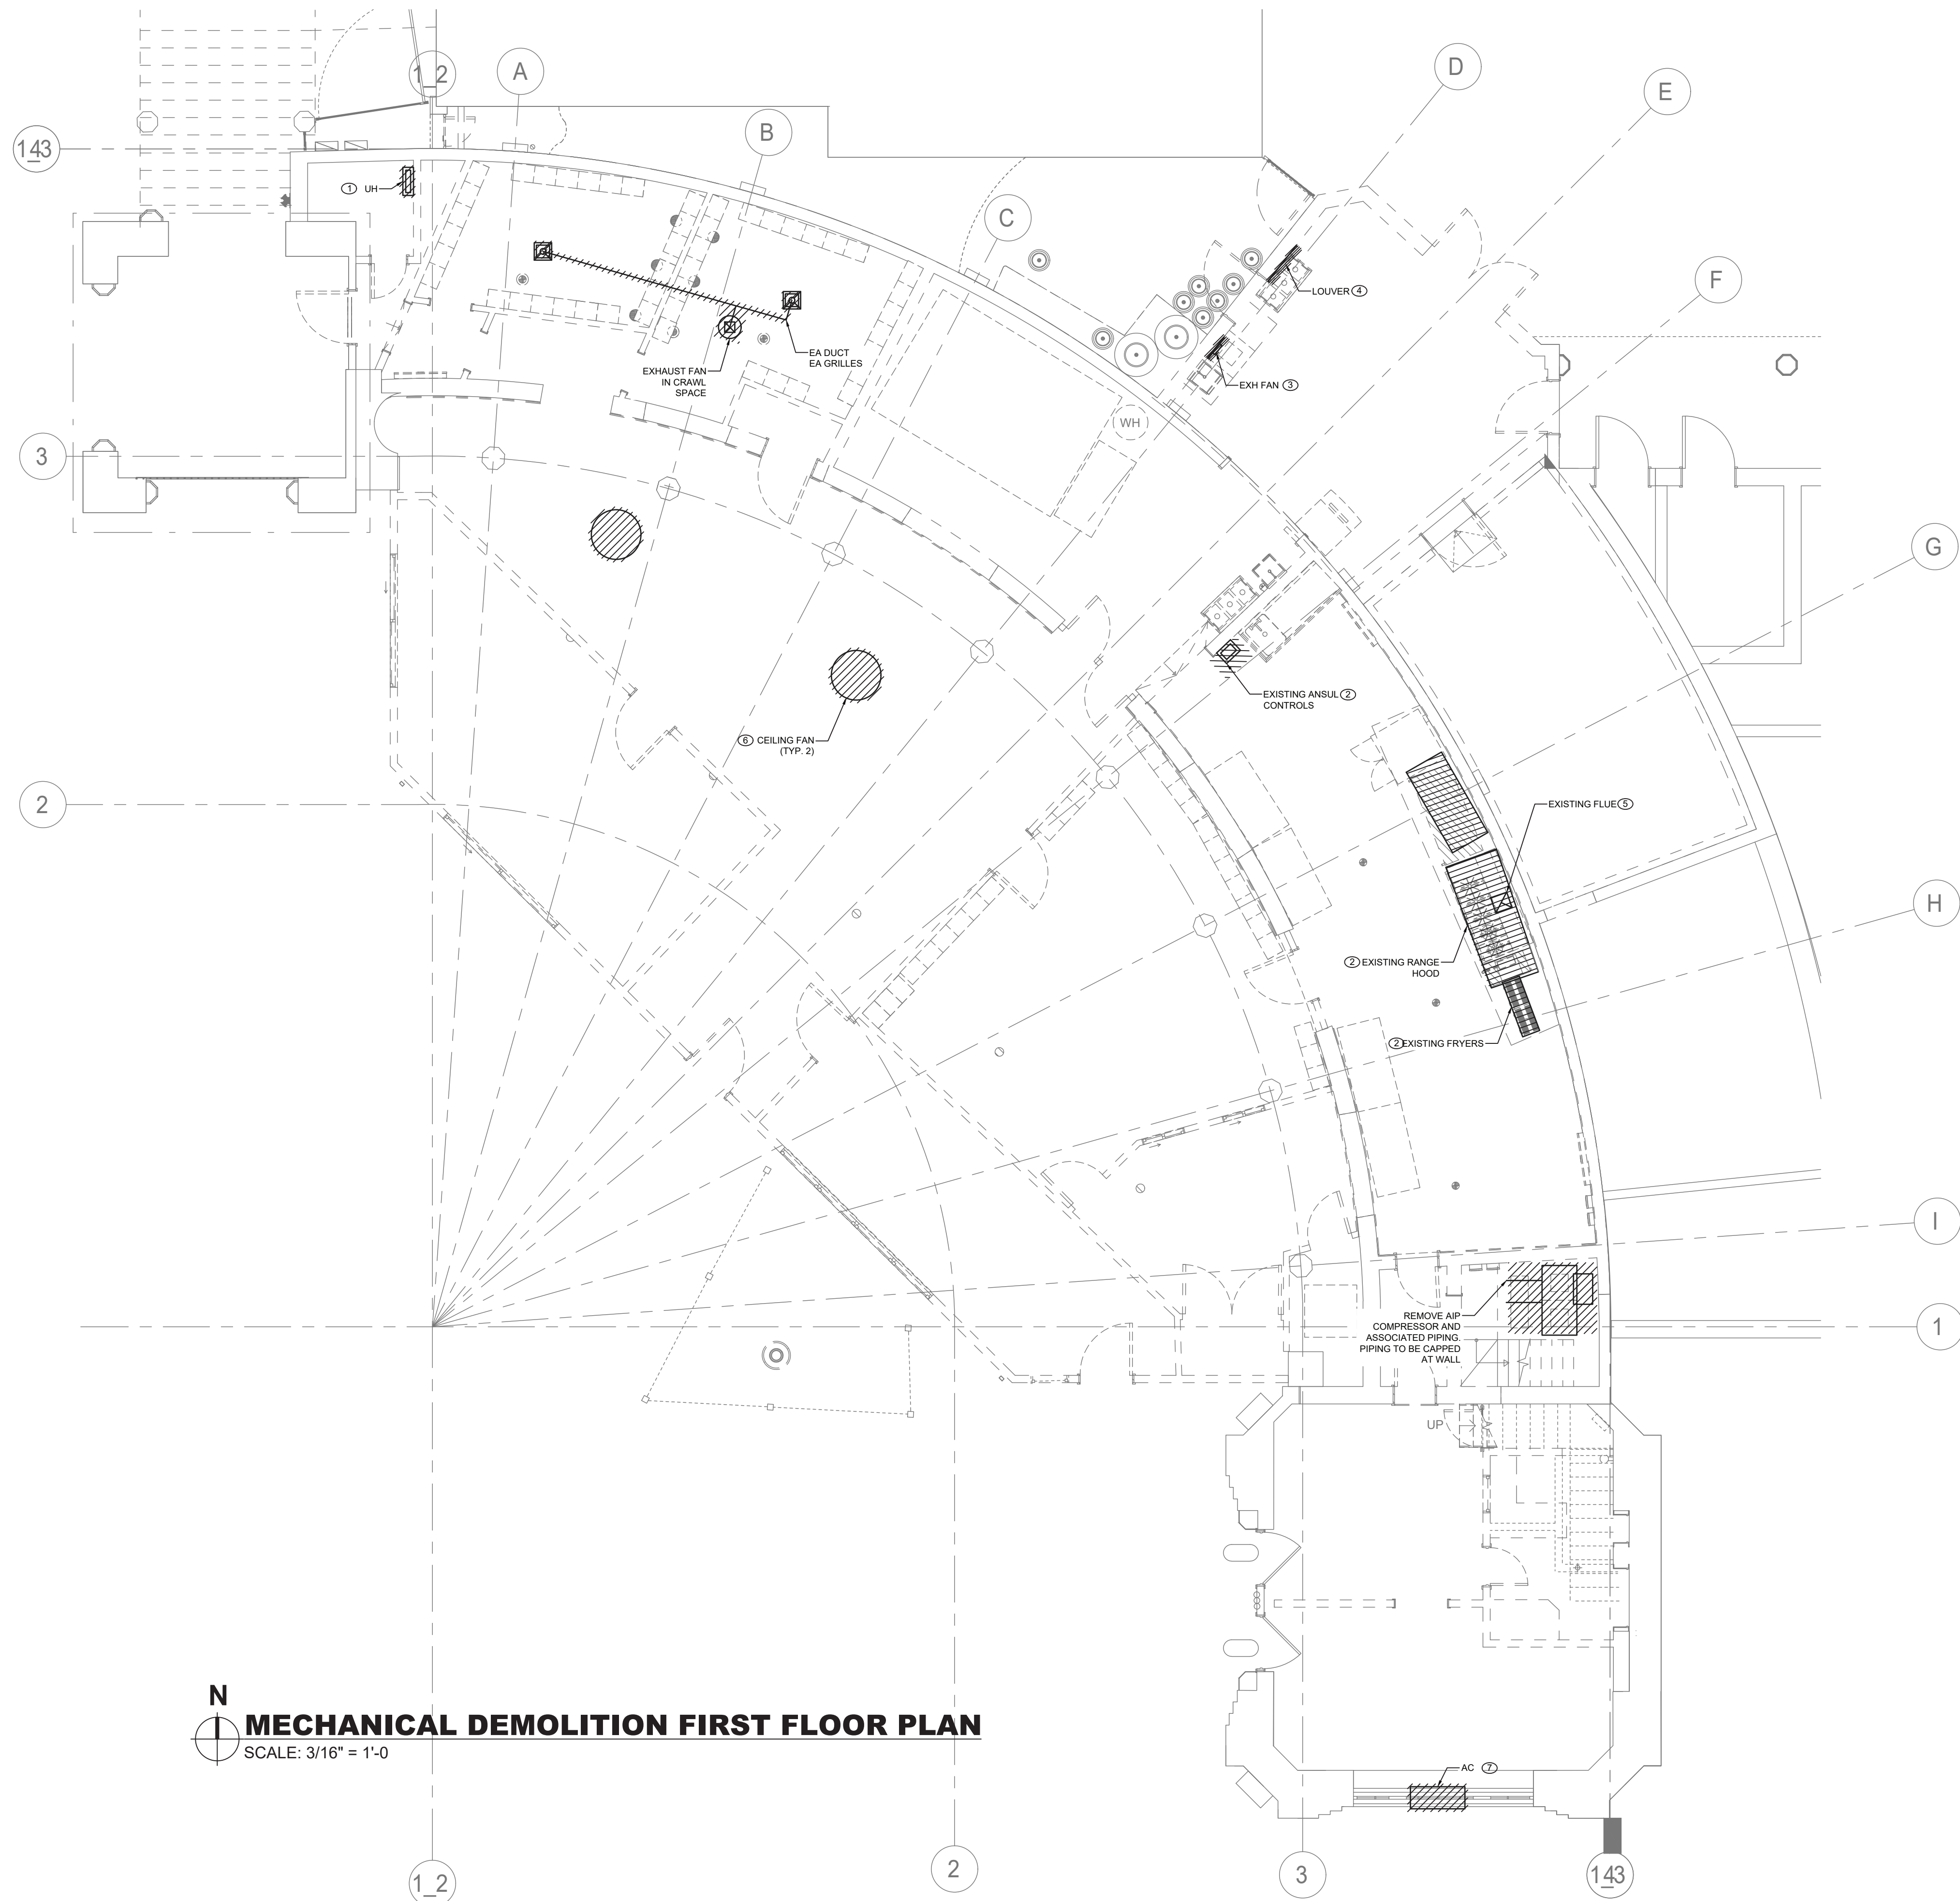 1_2
A
D
E
B
143
1 UH
C
F
LOUVER 4
EA DUCT
EA GRILLES
EXHAUST FAN
IN CRAWL
SPACE
EXH FAN 3
WH
3
G
EXISTING ANSUL 2
CONTROLS
6 CEILING FAN
(TYP. 2)
2
EXISTING FLUE 5
H
2 EXISTING RANGE
HOOD
2 EXISTING FRYERS
I
REMOVE AIP
COMPRESSOR AND
ASSOCIATED PIPING.
PIPING TO BE CAPPED
AT WALL
1
UP
N
MECHANICAL DEMOLITION FIRST FLOOR PLAN
SCALE: 3/16" = 1'-0
AC 7
1_2
2
3
143